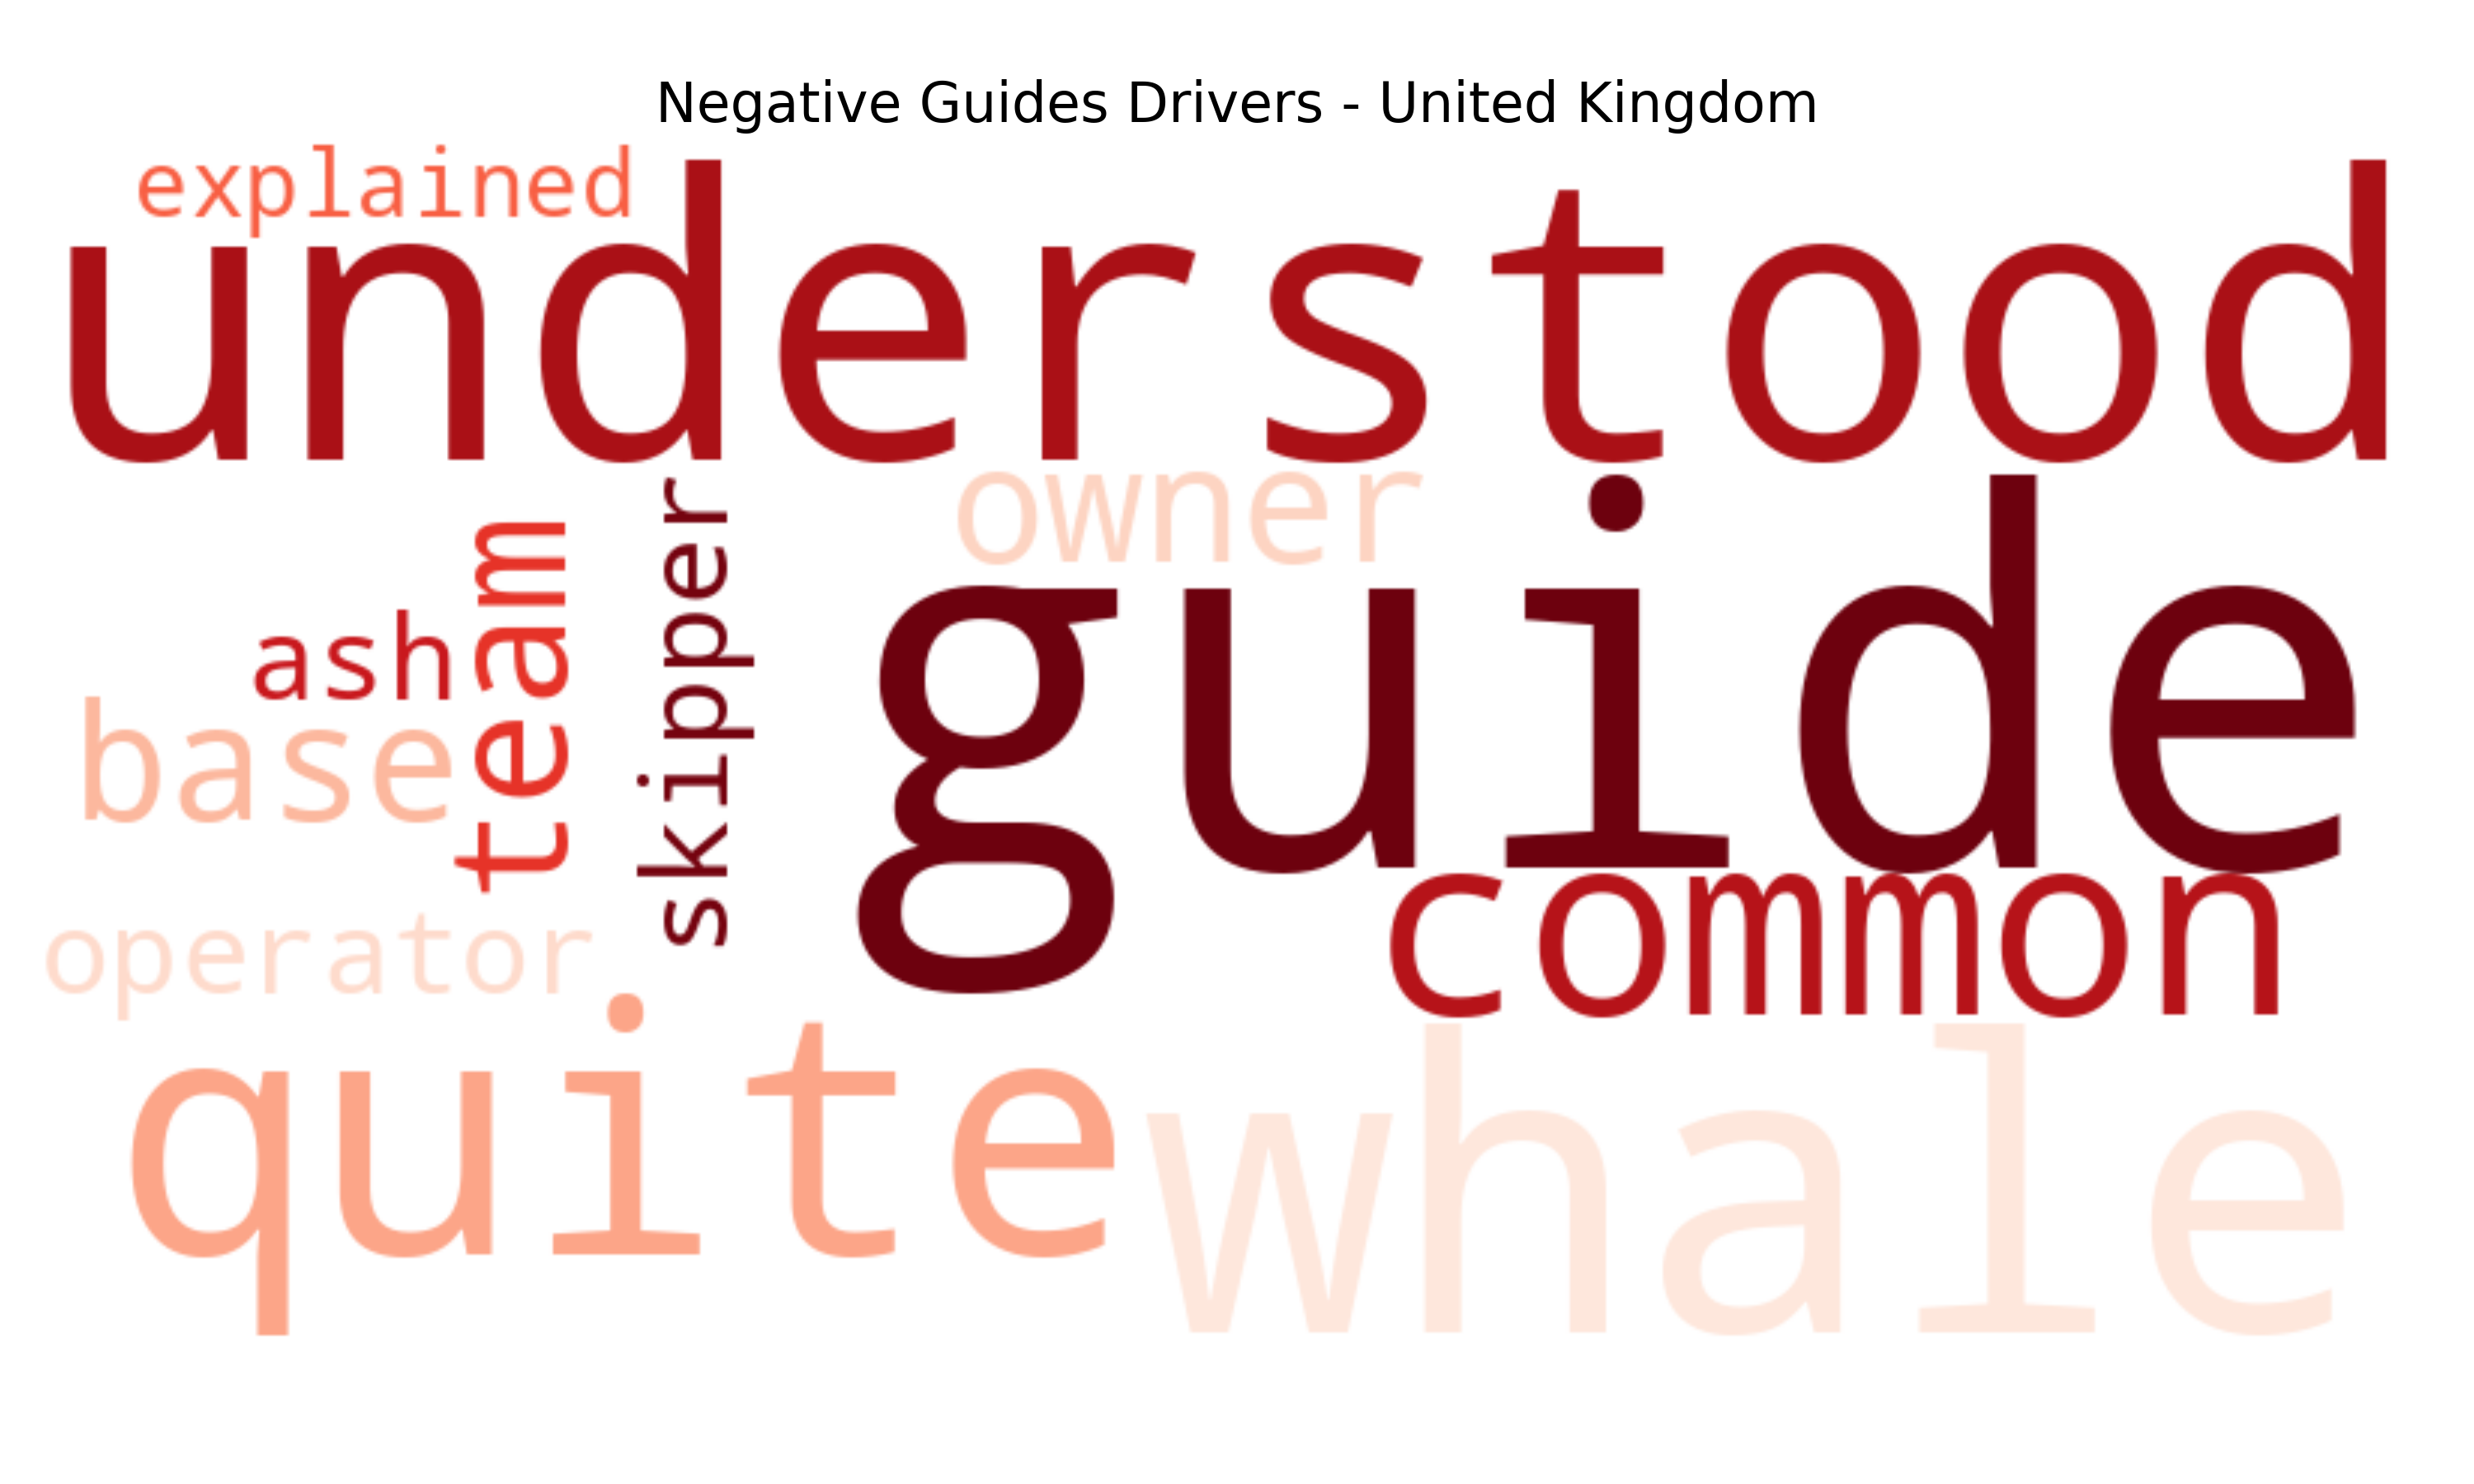 Negative Guides Drivers - United Kingdom
explained
understood
owner
team
skipper
guide
ash
base
common
operator
quite
whale